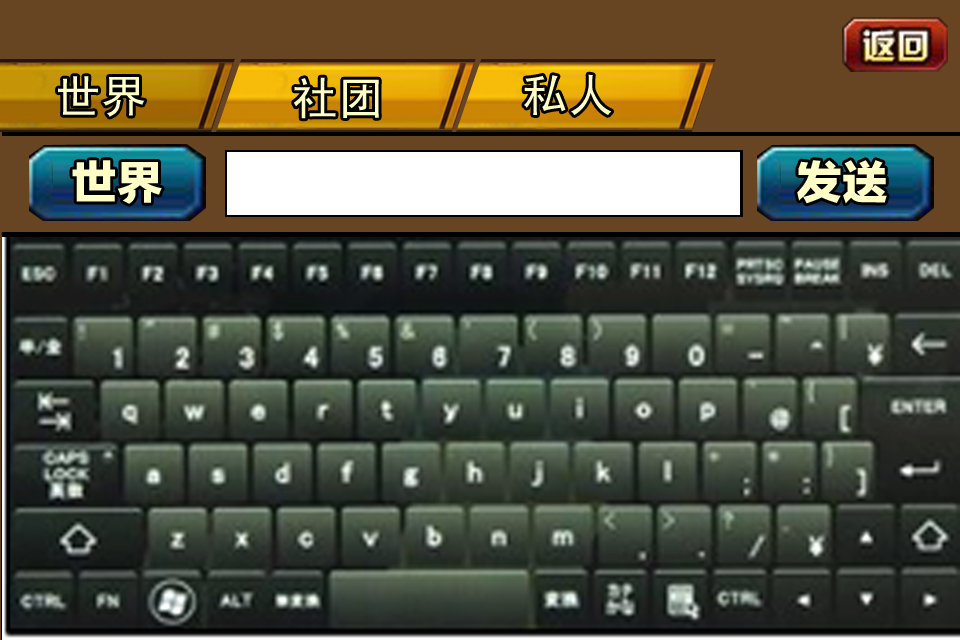 返回
世界 社团 私人
世界 发送
ESC F1 F2 F3 F4 F5 F6 F7 F8 F9 F10 F11 F12 PRTSC SYSRQ PAUSE BREAK INS DEL
半/全 ! 1 " 2 # 3 $ 4 % 5 & 6 ' 7 ( 8 ) 9 0 = - ~ ^ | ¥ ←
q w e r t y u i o p ` @ { [ ENTER
CAPS LOCK 英数 a s d f g h j k l + ; * : } ]
z x c v b n m < , > . ? / ¥
CTRL FN ALT 無変換 変換 カナ かな CTRL